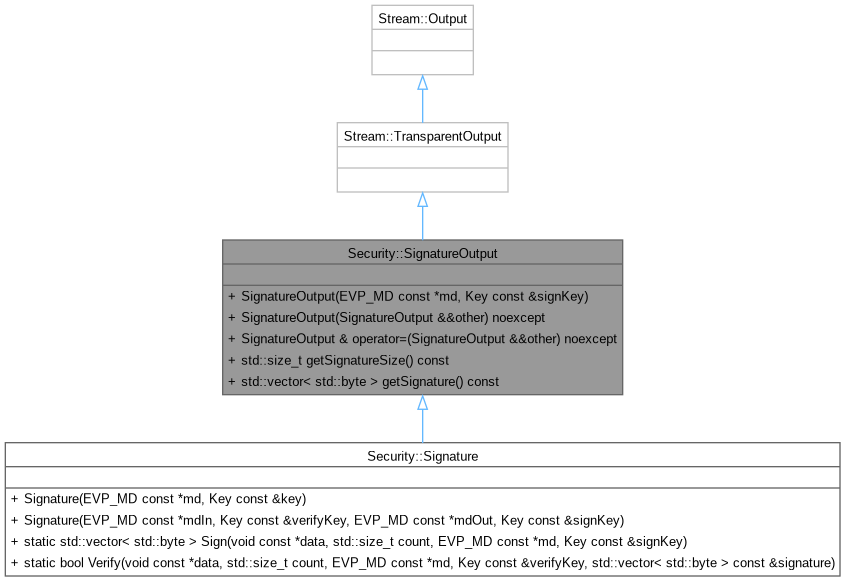 Stream::Output
Stream::TransparentOutput
Security::SignatureOutput
+ SignatureOutput(EVP_MD const *md, Key const &signKey)
+ SignatureOutput(SignatureOutput &&other) noexcept
+ SignatureOutput & operator=(SignatureOutput &&other) noexcept
+ std::size_t getSignatureSize() const
+ std::vector< std::byte > getSignature() const
Security::Signature
+ Signature(EVP_MD const *md, Key const &key)
+ Signature(EVP_MD const *mdIn, Key const &verifyKey, EVP_MD const *mdOut, Key const &signKey)
+ static std::vector< std::byte > Sign(void const *data, std::size_t count, EVP_MD const *md, Key const &signKey)
+ static bool Verify(void const *data, std::size_t count, EVP_MD const *md, Key const &verifyKey, std::vector< std::byte > const &signature)